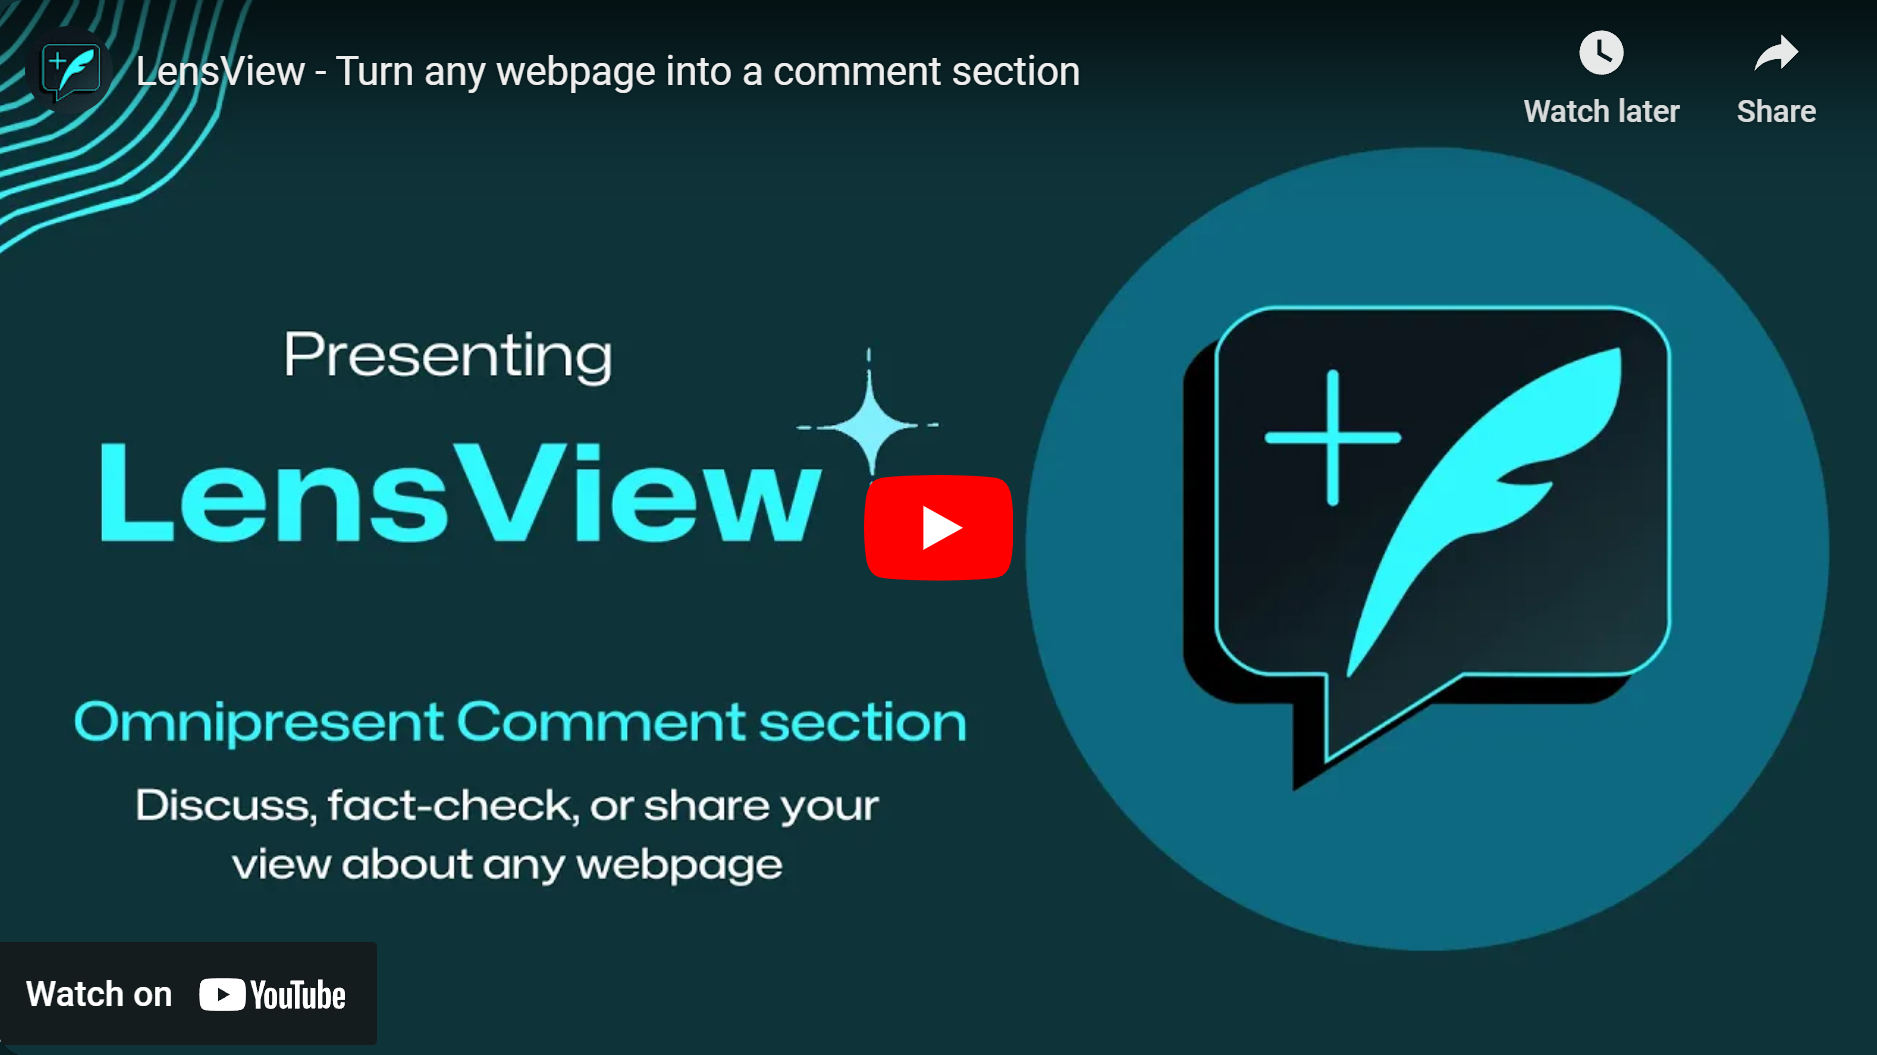 LensView - Turn any webpage into a comment section
Watch later
Share
Presenting
LensView
Omnipresent Comment section
Discuss, fact-check, or share your
view about any webpage
Watch on YouTube